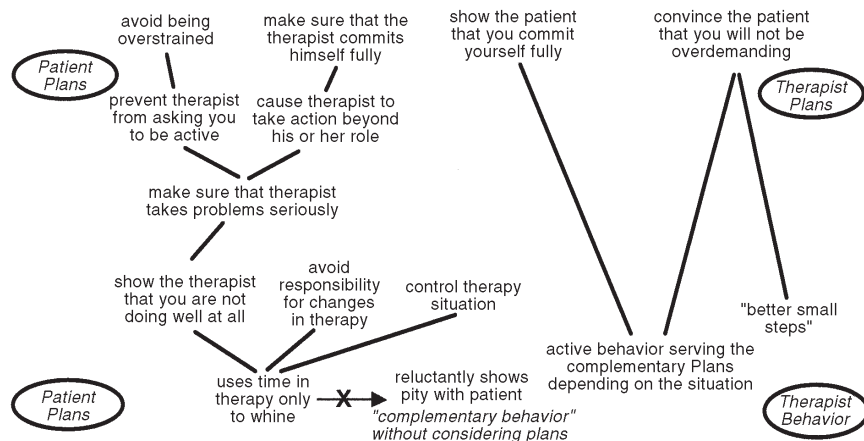 avoid being
overstrained
make sure that the
therapist commits
himself fully
show the patient
that you commit
yourself fully
convince the patient
that you will not be
overdemanding
Patient
Plans
Therapist
Plans
prevent therapist
from asking you
to be active
cause therapist to
take action beyond
his or her role
make sure that therapist
takes problems seriously
show the therapist
that you are not
doing well at all
avoid
responsibility
for changes
in therapy
control therapy
situation
"better small
steps"
active behavior serving the
complementary Plans
depending on the situation
Patient
Plans
uses time in
therapy only
to whine
X
reluctantly shows
pity with patient
"complementary behavior"
without considering plans
Therapist
Behavior